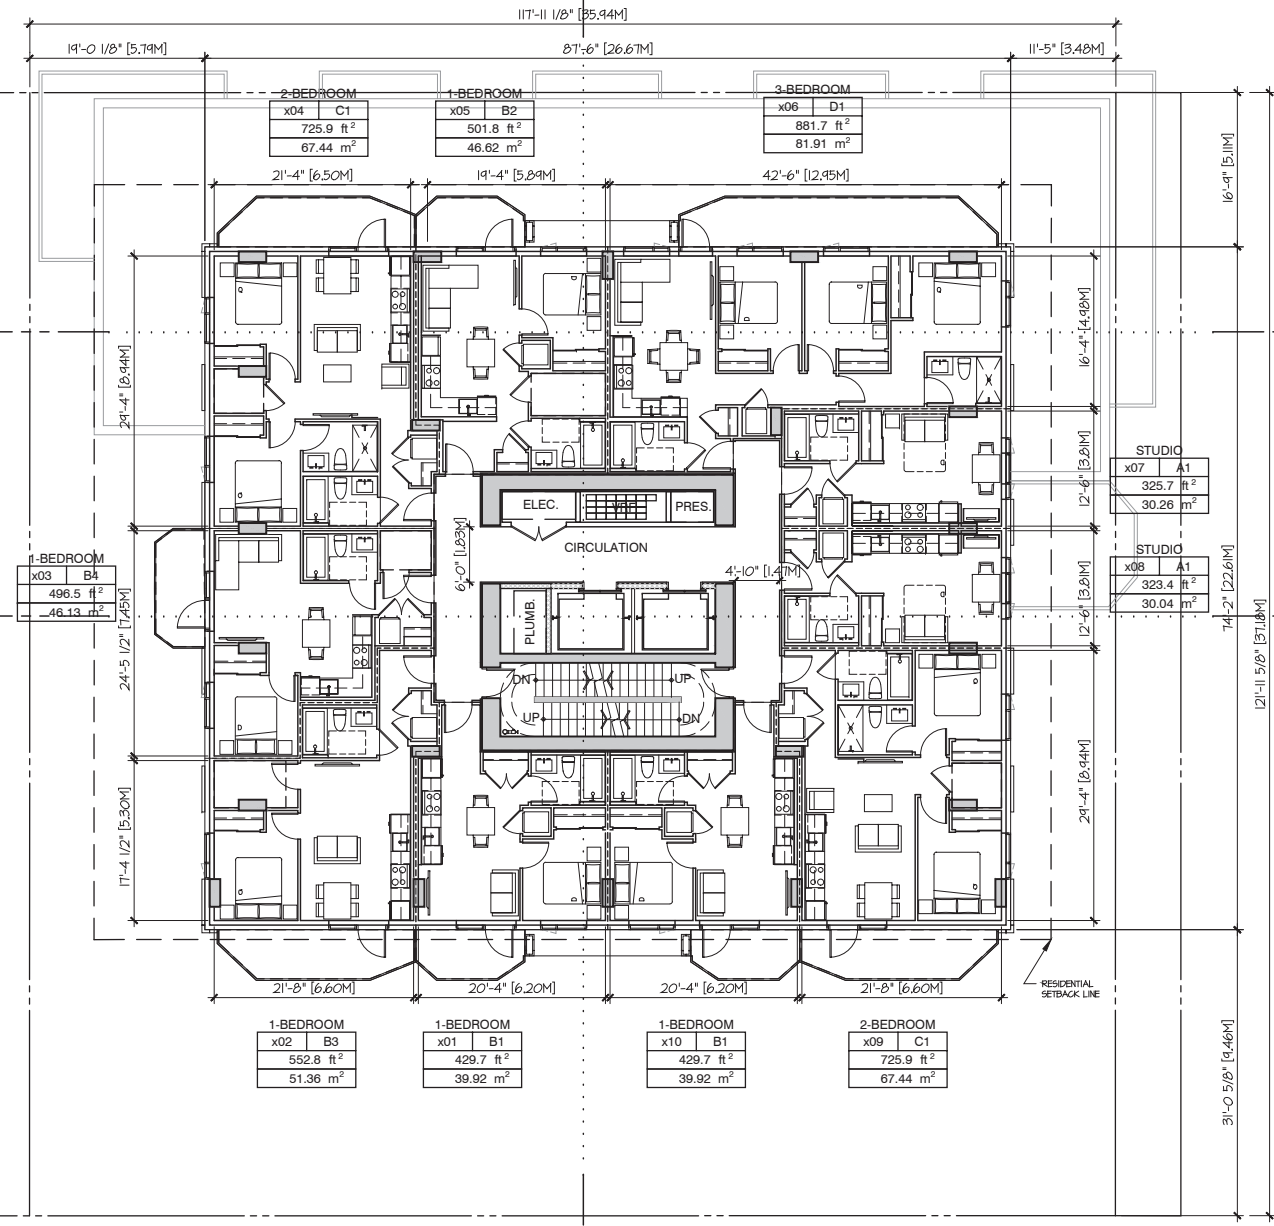 117'-11 1/8" [35.94M]
19'-0 1/8" [5.79M]
87'-6" [26.67M]
11'-5" [3.48M]
2-BEDROOM
x04 C1
725.9 ft²
67.44 m²
1-BEDROOM
x05 B2
501.8 ft²
46.62 m²
3-BEDROOM
x06 D1
881.7 ft²
81.91 m²
16'-9" [5.11M]
21'-4" [6.50M]
19'-4" [5.89M]
42'-6" [12.95M]
29'-4" [8.94M]
16'-4" [4.98M]
12'-6" [3.81M]
STUDIO
x07 A1
325.7 ft²
30.26 m²
ELEC.
PRES.
CIRCULATION
6'-0" [1.83M]
4'-10" [1.47M]
1-BEDROOM
x03 B4
496.5 ft²
46.13 m²
STUDIO
x08 A1
323.4 ft²
30.04 m²
PLUMB.
12'-6" [3.81M]
74'-2" [22.61M]
121'-11 5/8" [37.18M]
24'-5 1/2" [7.45M]
DN
UP
UP
DN
17'-4 1/2" [5.30M]
29'-4" [8.94M]
21'-8" [6.60M]
20'-4" [6.20M]
20'-4" [6.20M]
21'-8" [6.60M]
RESIDENTIAL
SETBACK LINE
1-BEDROOM
x02 B3
552.8 ft²
51.36 m²
1-BEDROOM
x01 B1
429.7 ft²
39.92 m²
1-BEDROOM
x10 B1
429.7 ft²
39.92 m²
2-BEDROOM
x09 C1
725.9 ft²
67.44 m²
31'-0 5/8" [9.46M]